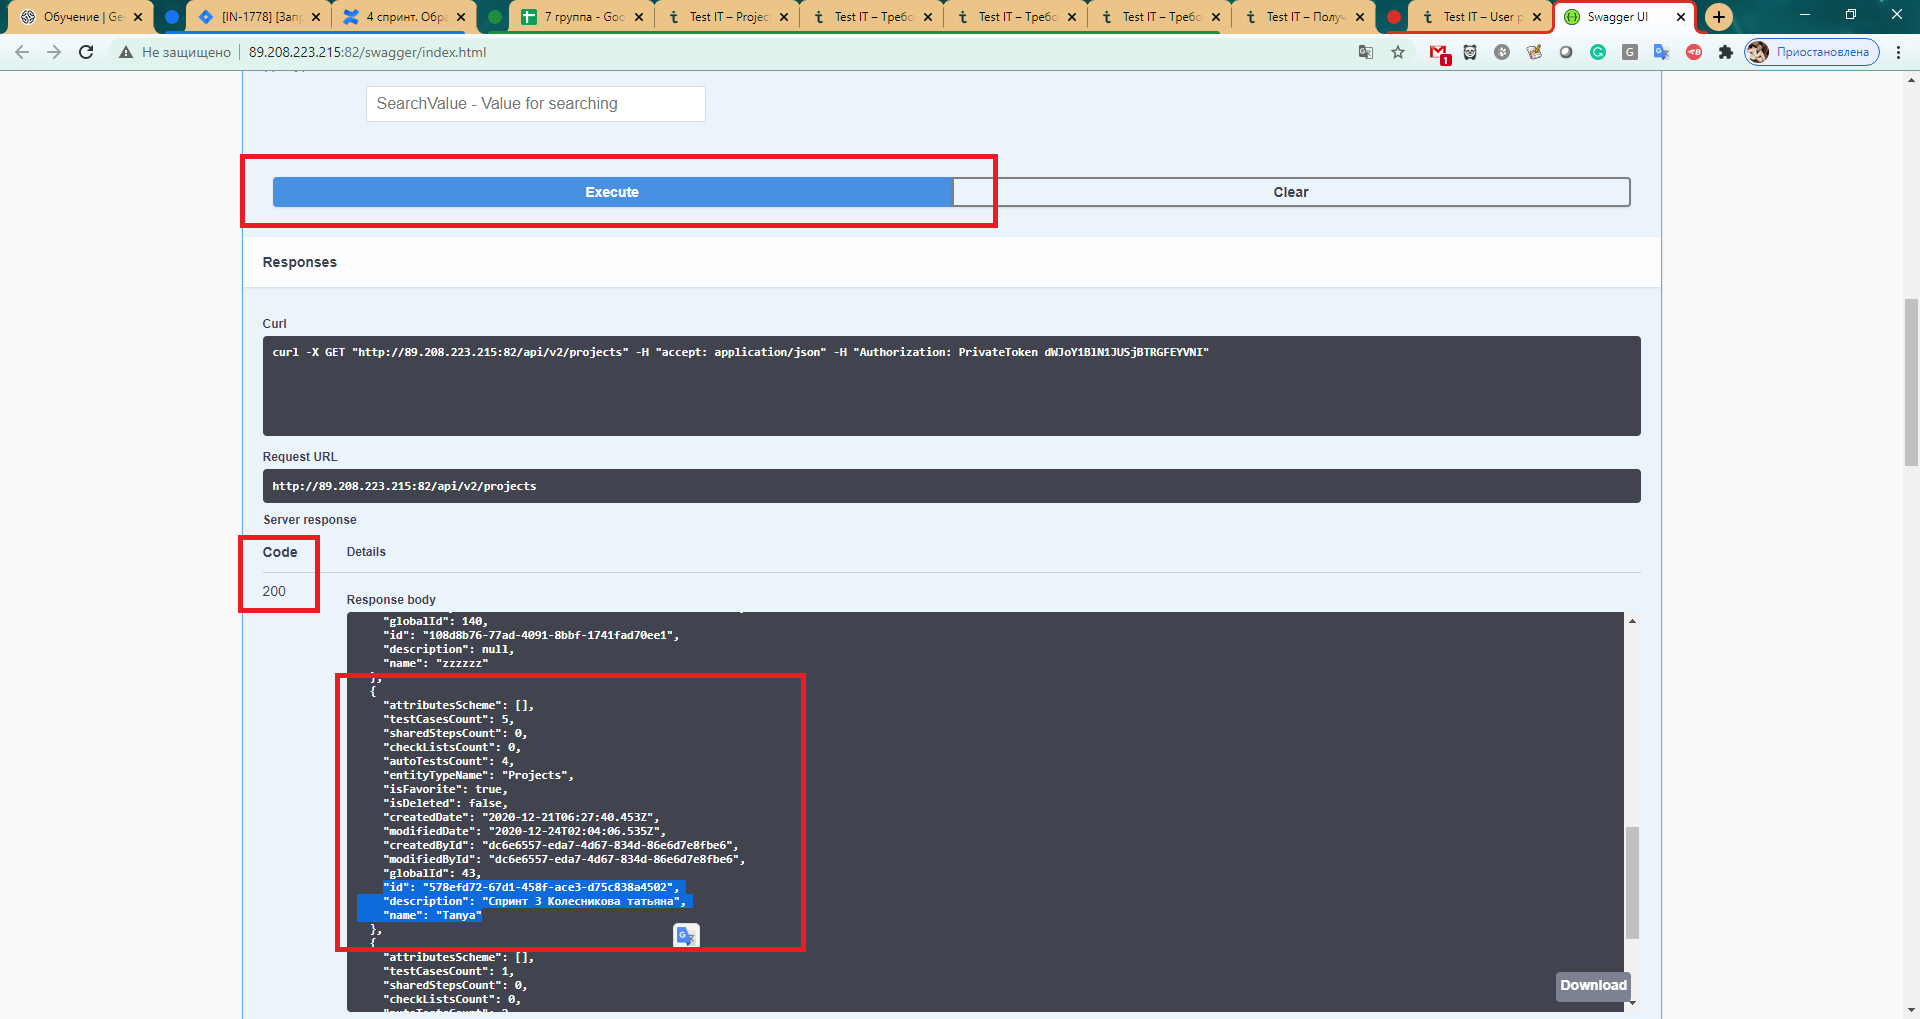 Обучение | Ge
[IN-1778] [Запр
4 спринт. Обра
7 группа - Goo
Test IT – Projec
Test IT – Требо
Test IT – Требо
Test IT – Требо
Test IT – Получ
Test IT – User p
Swagger UI
Не защищено
89.208.223.215:82/swagger/index.html
1
Приостановлена
SearchValue - Value for searching
Execute
Clear
Responses
Curl
curl -X GET "http://89.208.223.215:82/api/v2/projects" -H "accept: application/json" -H "Authorization: PrivateToken dWJoY1BlN1JUSjBTRGFEYVNI"
Request URL
http://89.208.223.215:82/api/v2/projects
Server response
Code
Details
200
Response body
"globalId": 140,
"id": "108d8b76-77ad-4091-8bbf-1741fad70ee1",
"description": null,
"name": "zzzzzz"
},
{
"attributesScheme": [],
"testCasesCount": 5,
"sharedStepsCount": 0,
"checkListsCount": 0,
"autoTestsCount": 4,
"entityTypeName": "Projects",
"isFavorite": true,
"isDeleted": false,
"createdDate": "2020-12-21T06:27:40.453Z",
"modifiedDate": "2020-12-24T02:04:06.535Z",
"createdById": "dc6e6557-eda7-4d67-834d-86e6d7e8fbe6",
"modifiedById": "dc6e6557-eda7-4d67-834d-86e6d7e8fbe6",
"globalId": 43,
"id": "578efd72-67d1-458f-ace3-d75c838a4502",
"description": "Спринт 3 Колесникова татьяна",
"name": "Tanya"
},
{
"attributesScheme": [],
"testCasesCount": 1,
"sharedStepsCount": 0,
"checkListsCount": 0,
Download